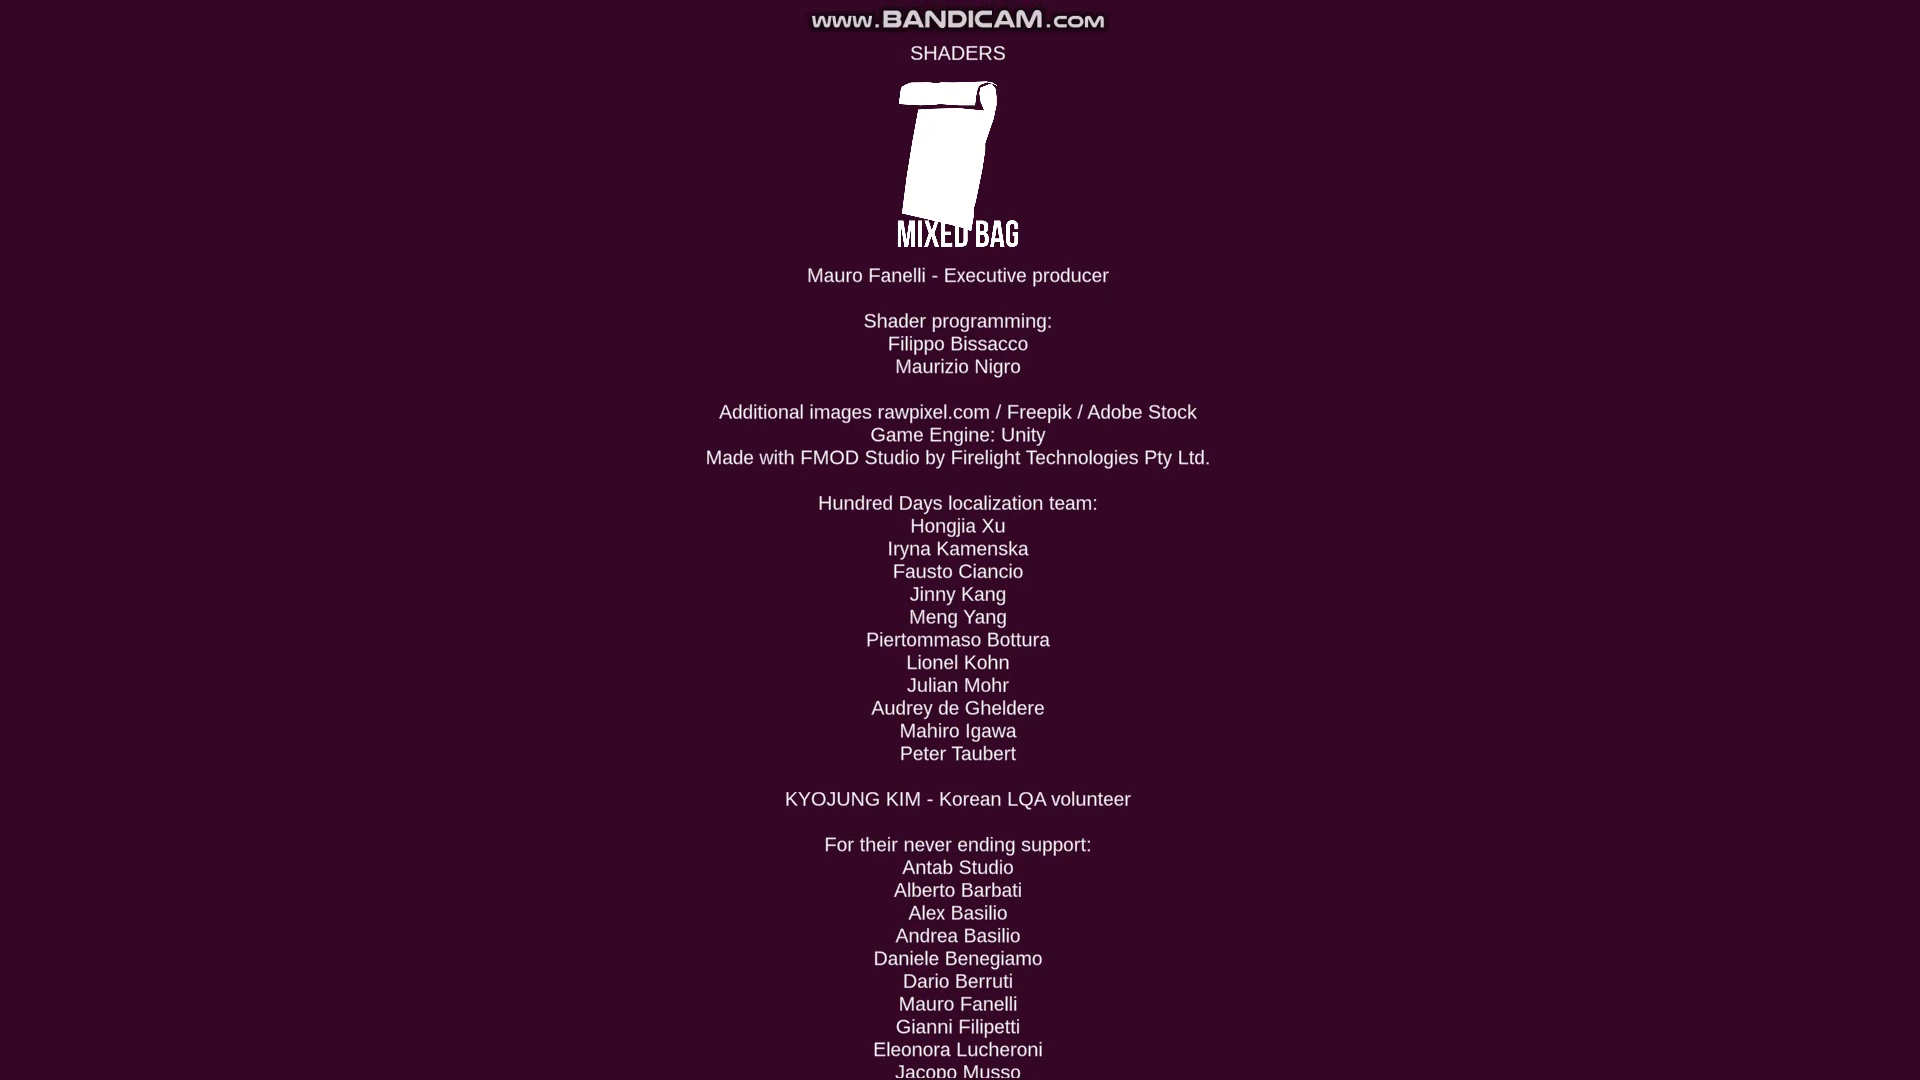 www.BANDICAM.com
SHADERS
MIXED BAG
Mauro Fanelli - Executive producer
Shader programming:
Filippo Bissacco
Maurizio Nigro
Additional images rawpixel.com / Freepik / Adobe Stock
Game Engine: Unity
Made with FMOD Studio by Firelight Technologies Pty Ltd.
Hundred Days localization team:
Hongjia Xu
Iryna Kamenska
Fausto Ciancio
Jinny Kang
Meng Yang
Piertommaso Bottura
Lionel Kohn
Julian Mohr
Audrey de Gheldere
Mahiro Igawa
Peter Taubert
KYOJUNG KIM - Korean LQA volunteer
For their never ending support:
Antab Studio
Alberto Barbati
Alex Basilio
Andrea Basilio
Daniele Benegiamo
Dario Berruti
Mauro Fanelli
Gianni Filipetti
Eleonora Lucheroni
Jacopo Musso